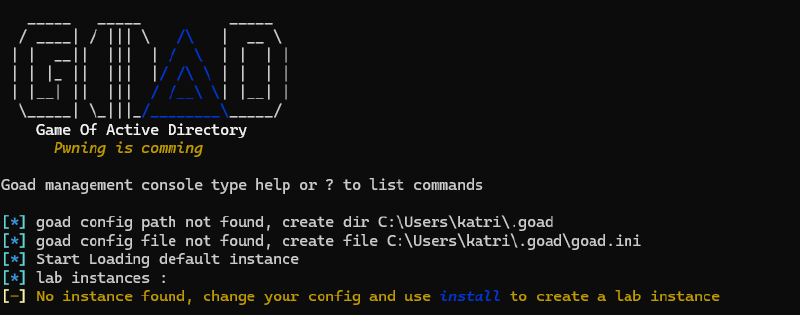 GOAD
Game Of Active Directory
Pwning is comming
Goad management console type help or ? to list commands
[*] goad config path not found, create dir C:\Users\katri\.goad
[*] goad config file not found, create file C:\Users\katri\.goad\goad.ini
[*] Start Loading default instance
[*] lab instances :
[-] No instance found, change your config and use install to create a lab instance